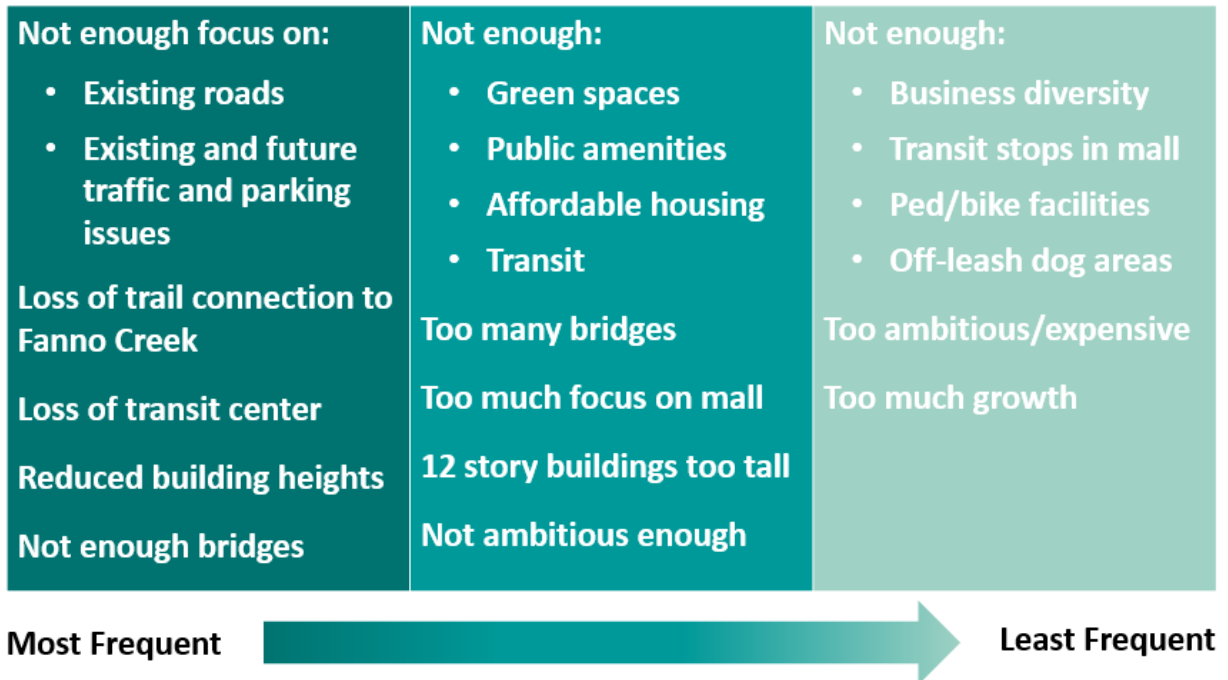 Not enough focus on:
• Existing roads
• Existing and future
traffic and parking
issues
Loss of trail connection to
Fanno Creek
Loss of transit center
Reduced building heights
Not enough bridges
Not enough:
• Green spaces
• Public amenities
• Affordable housing
• Transit
Too many bridges
Too much focus on mall
12 story buildings too tall
Not ambitious enough
Not enough:
• Business diversity
• Transit stops in mall
• Ped/bike facilities
• Off-leash dog areas
Too ambitious/expensive
Too much growth
Most Frequent
Least Frequent